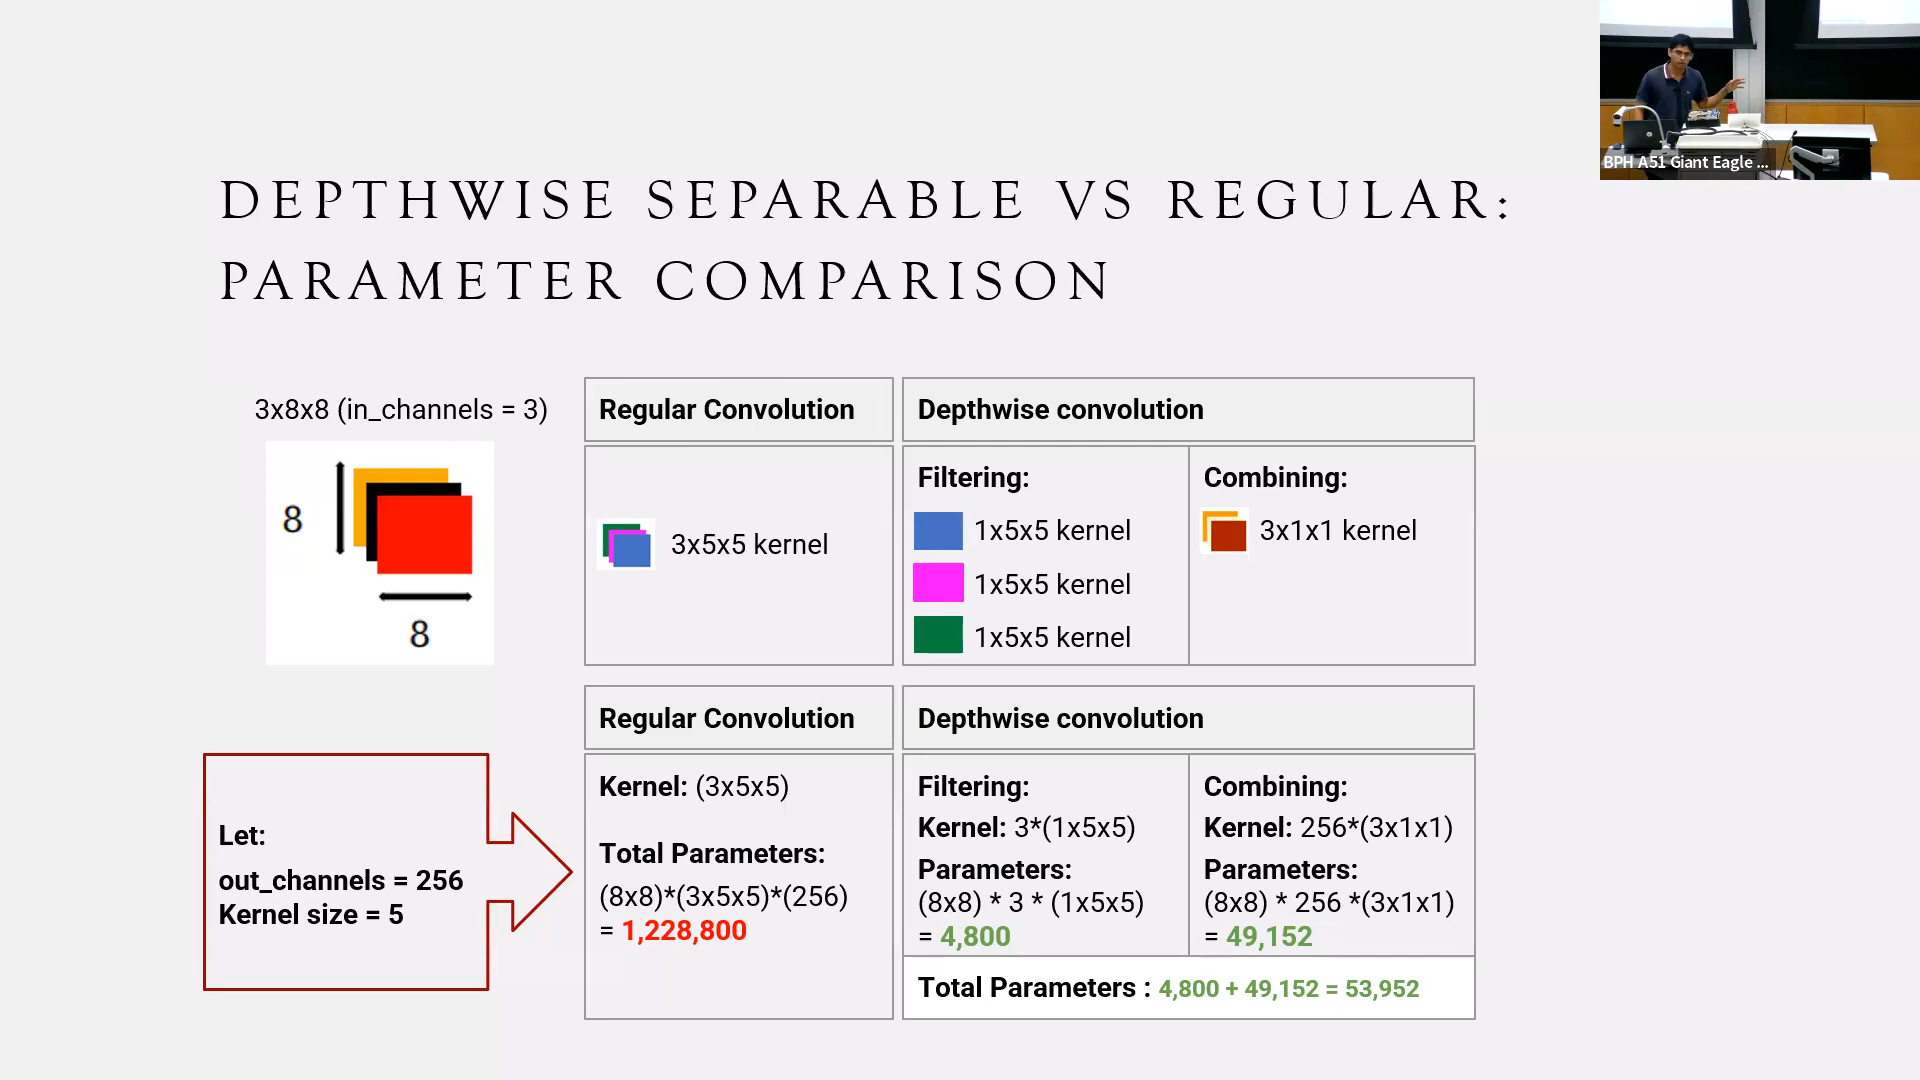 BPH A51 Giant Eagle ...
DEPTHWISE SEPARABLE VS REGULAR:
PARAMETER COMPARISON
3x8x8 (in_channels = 3)
8
8
Regular Convolution
Depthwise convolution
3x5x5 kernel
Filtering:
1x5x5 kernel
1x5x5 kernel
1x5x5 kernel
Combining:
3x1x1 kernel
Let:
out_channels = 256
Kernel size = 5
Regular Convolution
Depthwise convolution
Kernel: (3x5x5)
Total Parameters:
(8x8)*(3x5x5)*(256)
= 1,228,800
Filtering:
Kernel: 3*(1x5x5)
Parameters:
(8x8) * 3 * (1x5x5)
= 4,800
Combining:
Kernel: 256*(3x1x1)
Parameters:
(8x8) * 256 *(3x1x1)
= 49,152
Total Parameters : 4,800 + 49,152 = 53,952